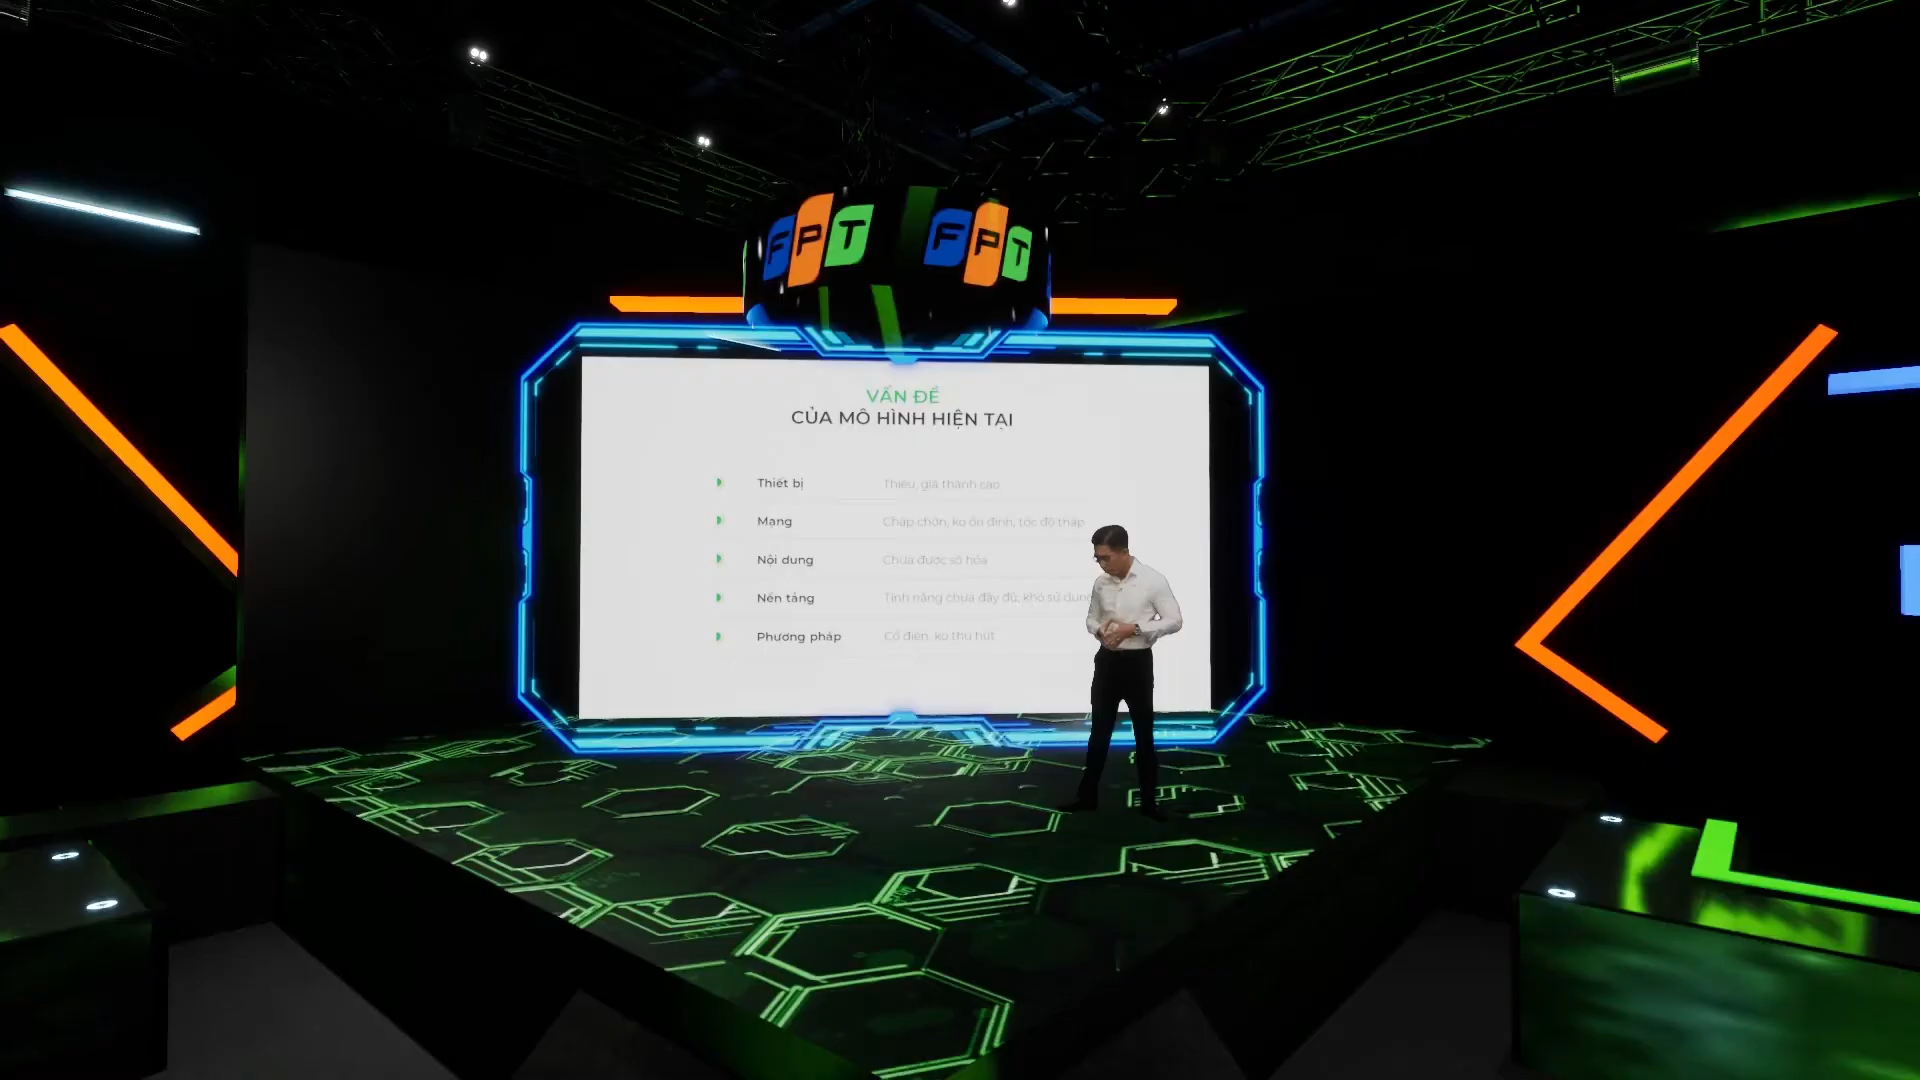 FPT FPT
VẤN ĐỀ
CỦA MÔ HÌNH HIỆN TẠI
Thiết bị Thiếu, giá thành cao
Mạng Chập chờn, ko ổn định, tốc độ thấp
Nội dung Chưa được số hóa
Nền tảng Tính năng chưa đầy đủ, khó sử dụng
Phương pháp Cổ điển, ko thu hút